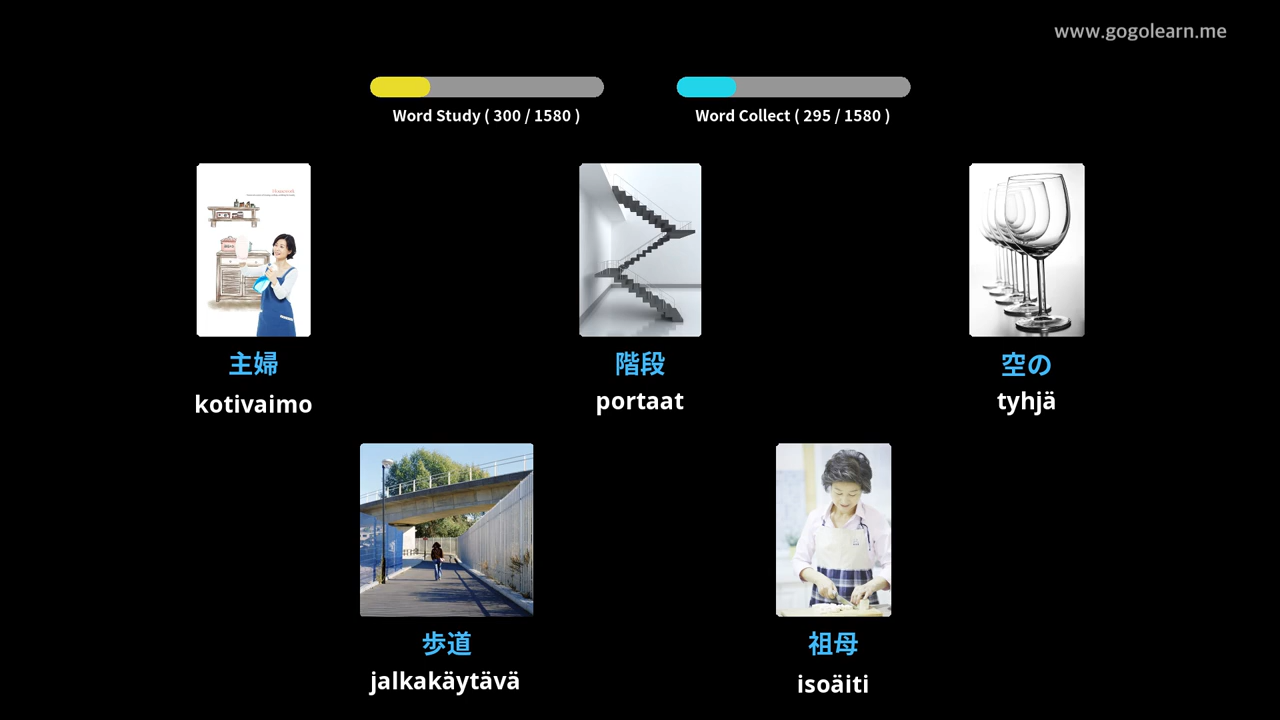 www.gogolearn.me
Word Study ( 300 / 1580 )
Word Collect ( 295 / 1580 )
主婦
kotivaimo
階段
portaat
空の
tyhjä
歩道
jalkakäytävä
祖母
isoäiti